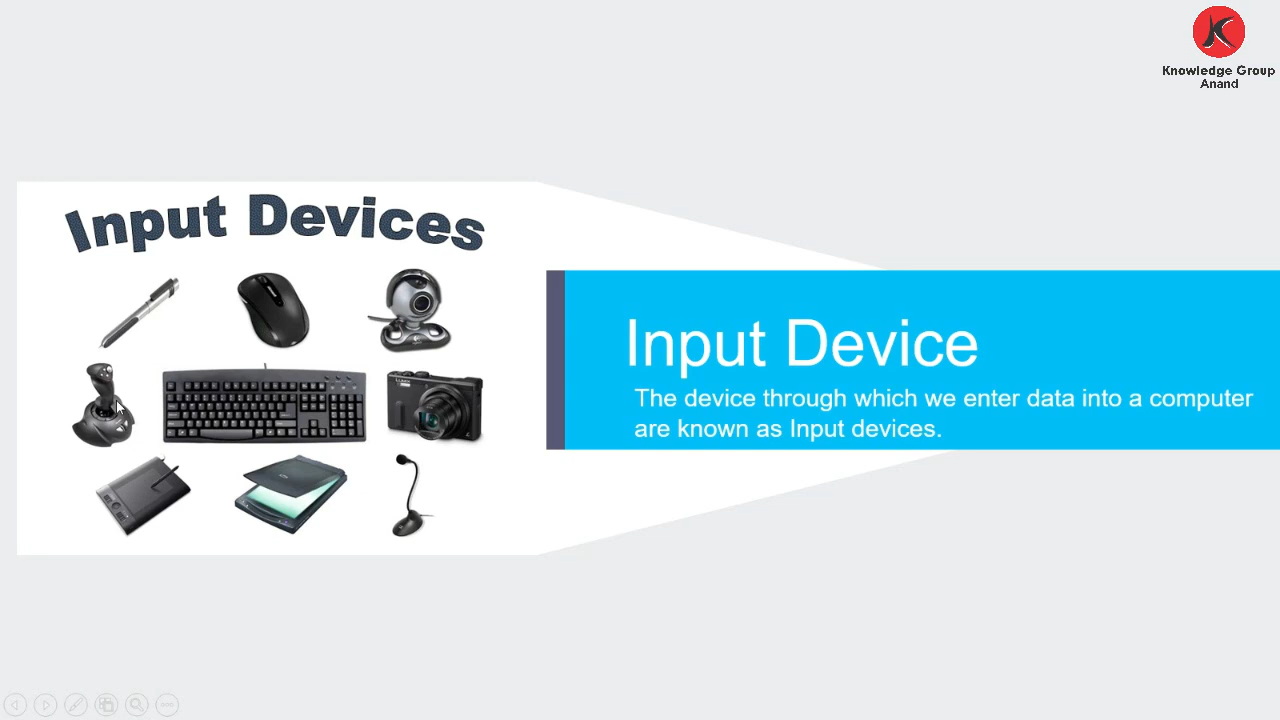 Knowledge Group
Anand
Input Devices
Input Device
The device through which we enter data into a computer
are known as Input devices.